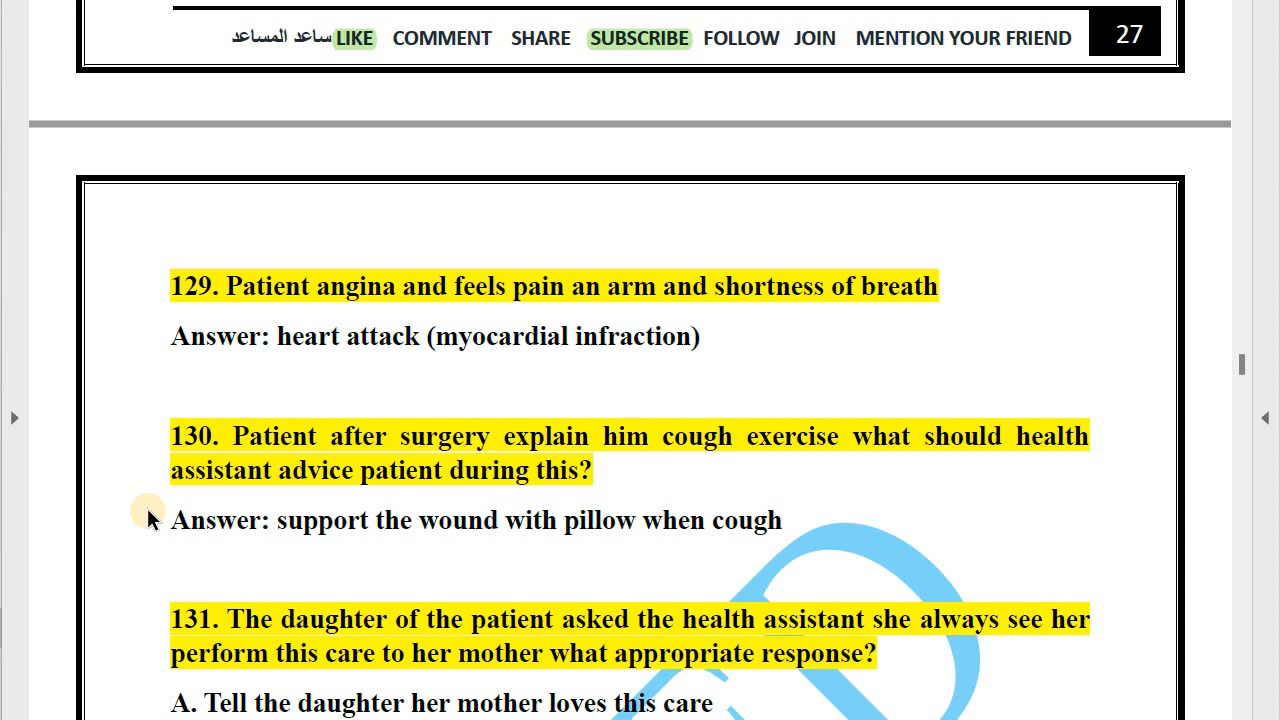 ساعد المساعد LIKE COMMENT SHARE SUBSCRIBE FOLLOW JOIN MENTION YOUR FRIEND 27
129. Patient angina and feels pain an arm and shortness of breath
Answer: heart attack (myocardial infraction)
130. Patient after surgery explain him cough exercise what should health
assistant advice patient during this?
Answer: support the wound with pillow when cough
131. The daughter of the patient asked the health assistant she always see her
perform this care to her mother what appropriate response?
A. Tell the daughter her mother loves this care